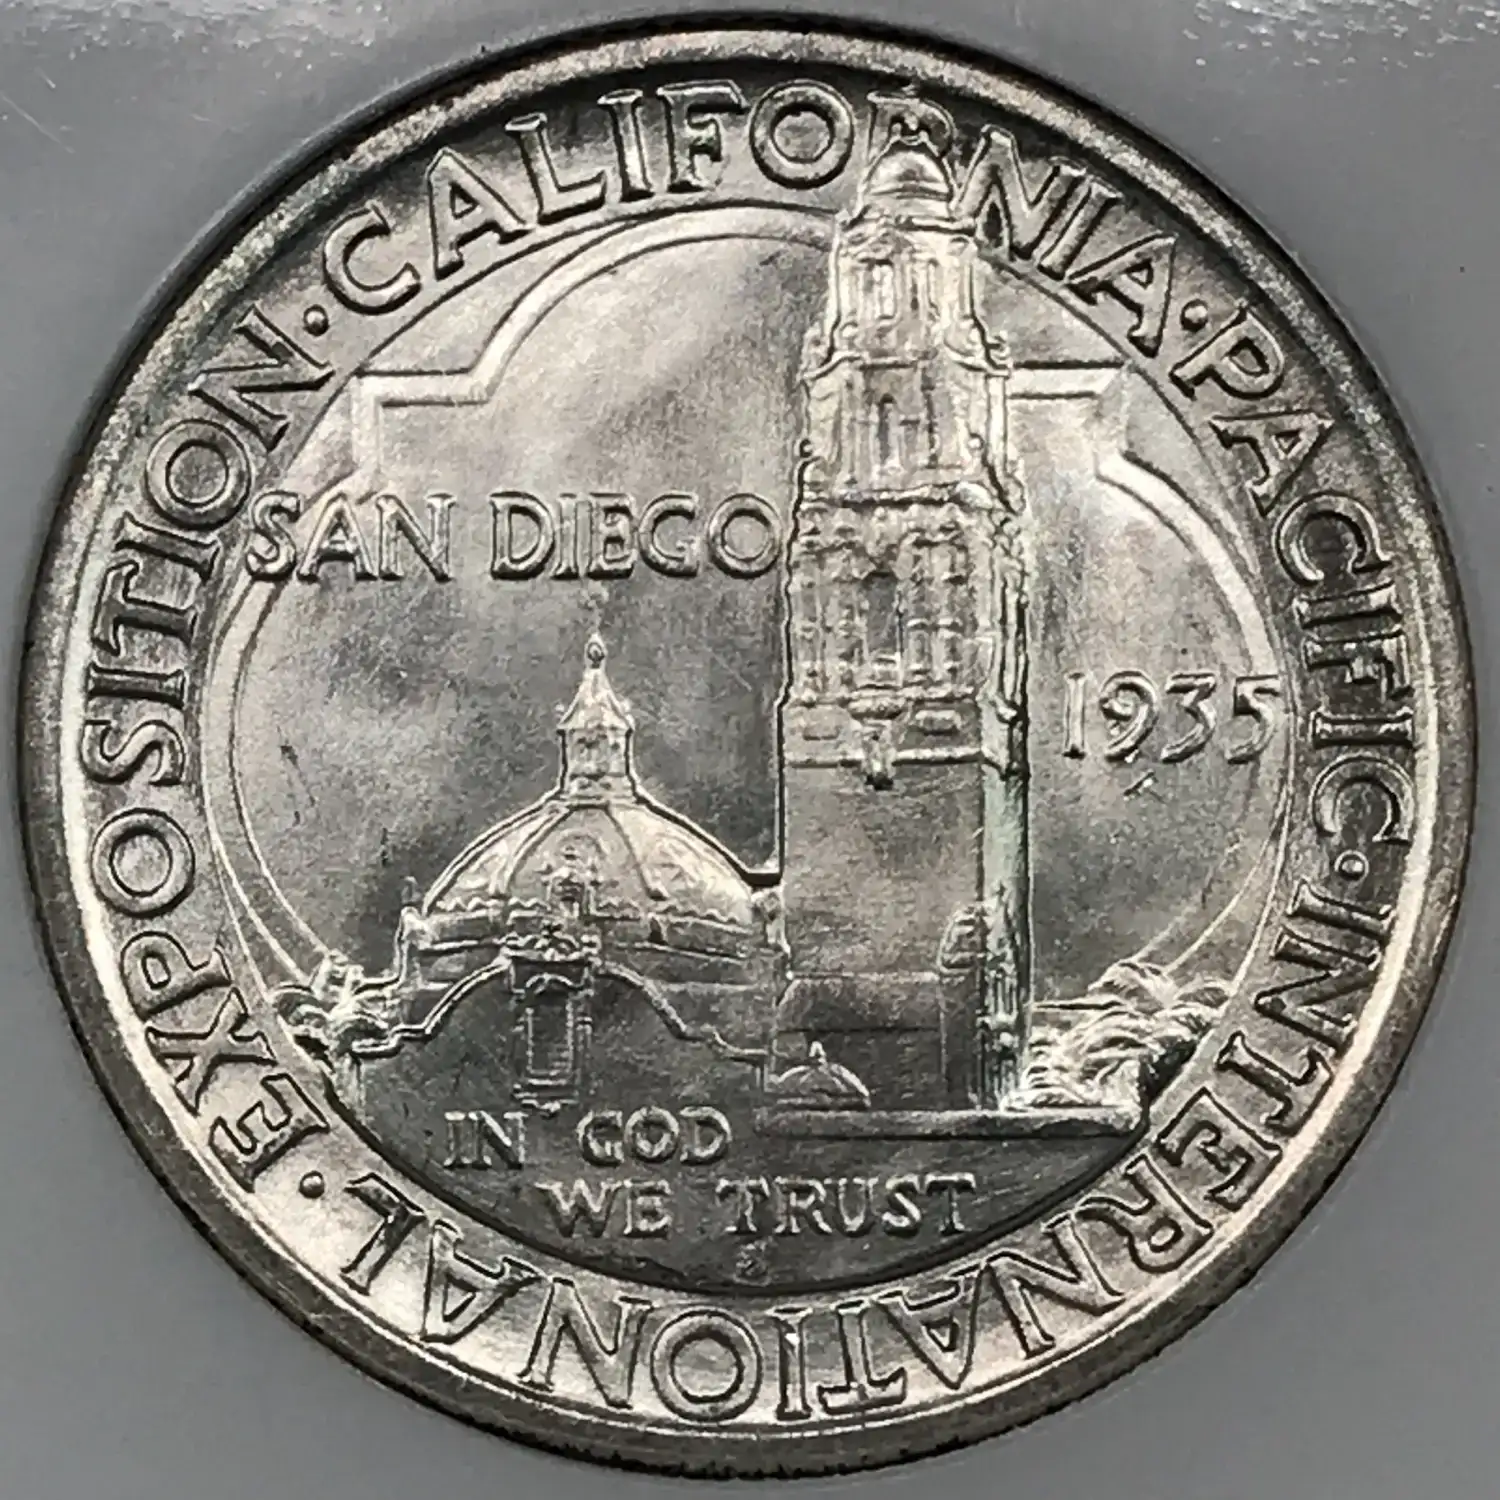 · CALIFORNIA · PACIFIC · INTERNATIONAL · EXPOSITION
SAN DIEGO
1935
IN GOD
WE TRUST
S